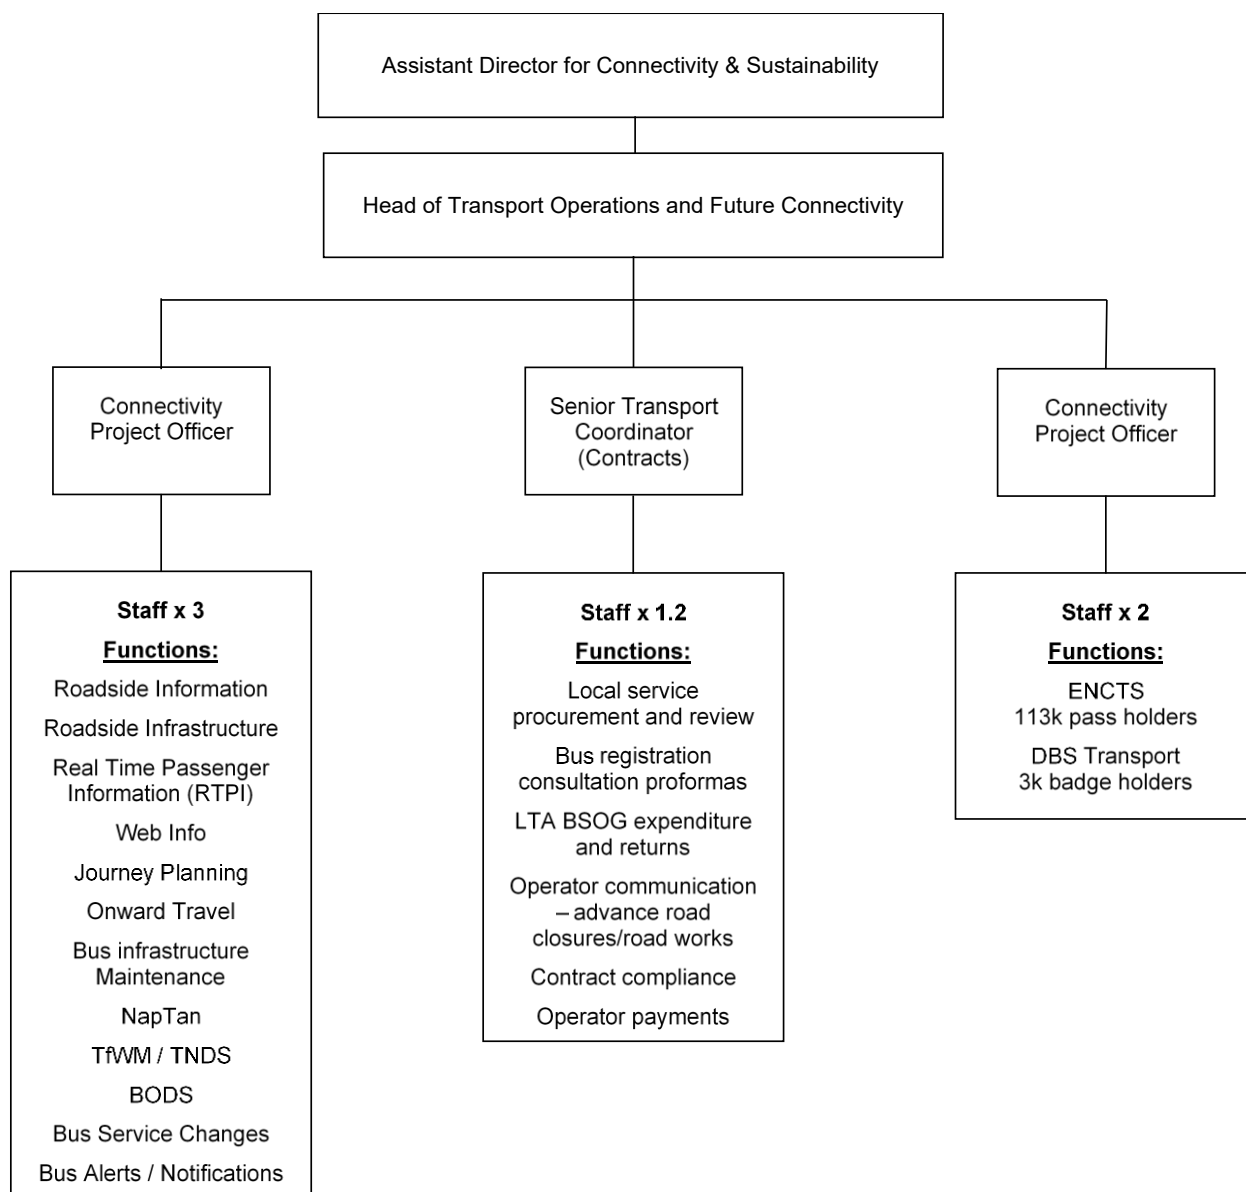 Assistant Director for Connectivity & Sustainability
Head of Transport Operations and Future Connectivity
Connectivity
Project Officer
Senior Transport
Coordinator
(Contracts)
Connectivity
Project Officer
Staff x 3
Functions:
Roadside Information
Roadside Infrastructure
Real Time Passenger
Information (RTPI)
Web Info
Journey Planning
Onward Travel
Bus infrastructure
Maintenance
NapTan
TfWM / TNDS
BODS
Bus Service Changes
Bus Alerts / Notifications
Staff x 1.2
Functions:
Local service
procurement and review
Bus registration
consultation proformas
LTA BSOG expenditure
and returns
Operator communication
– advance road
closures/road works
Contract compliance
Operator payments
Staff x 2
Functions:
ENCTS
113k pass holders
DBS Transport
3k badge holders